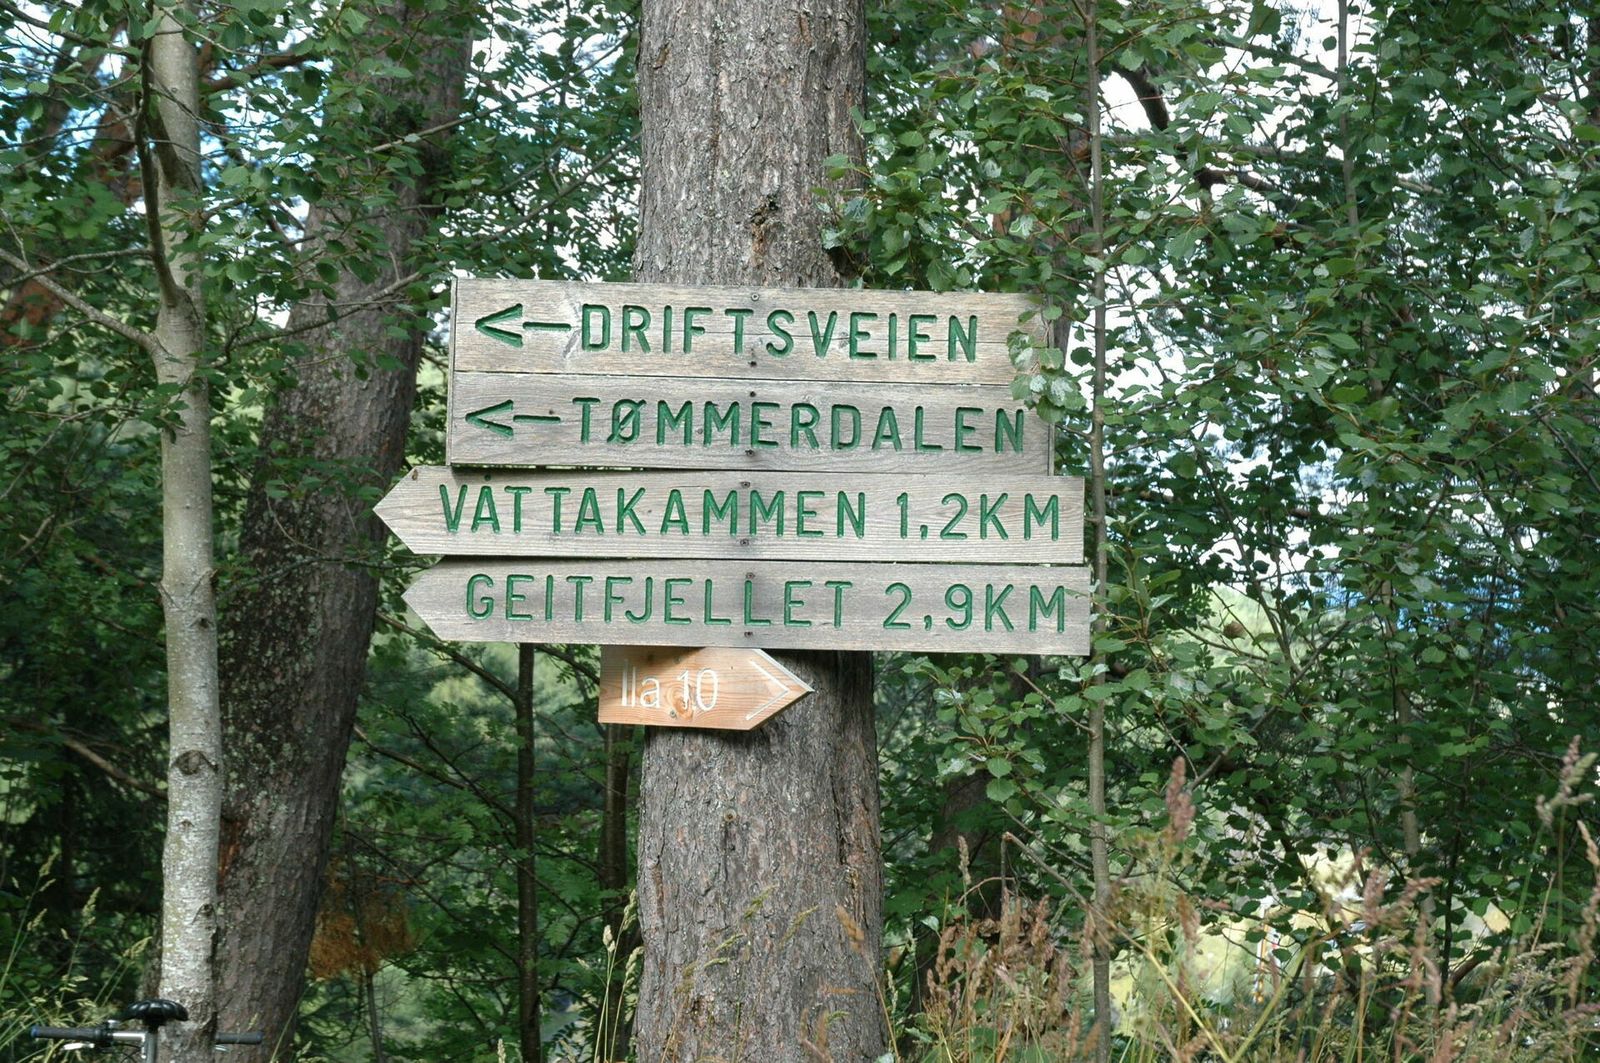 ←DRIFTSVEIEN
←TØMMERDALEN
VÅTTAKAMMEN 1,2KM
GEITFJELLET 2,9KM
Ila 10 >